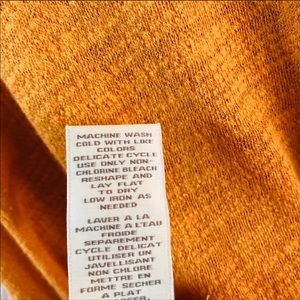 MACHINE WASH
COLD WITH LIKE
COLORS
DELICATE CYCLE
USE ONLY NON-
CHLORINE BLEACH
RESHAPE AND
LAY FLAT
TO DRY
LOW IRON AS
NEEDED
LAVER A LA
MACHINE A L'EAU
FROIDE
SEPAREMENT
CYCLE DELICAT
UTILISER UN
JAVELLISANT
NON CHLORE
METTRE EN
FORME SECHER
A PLAT